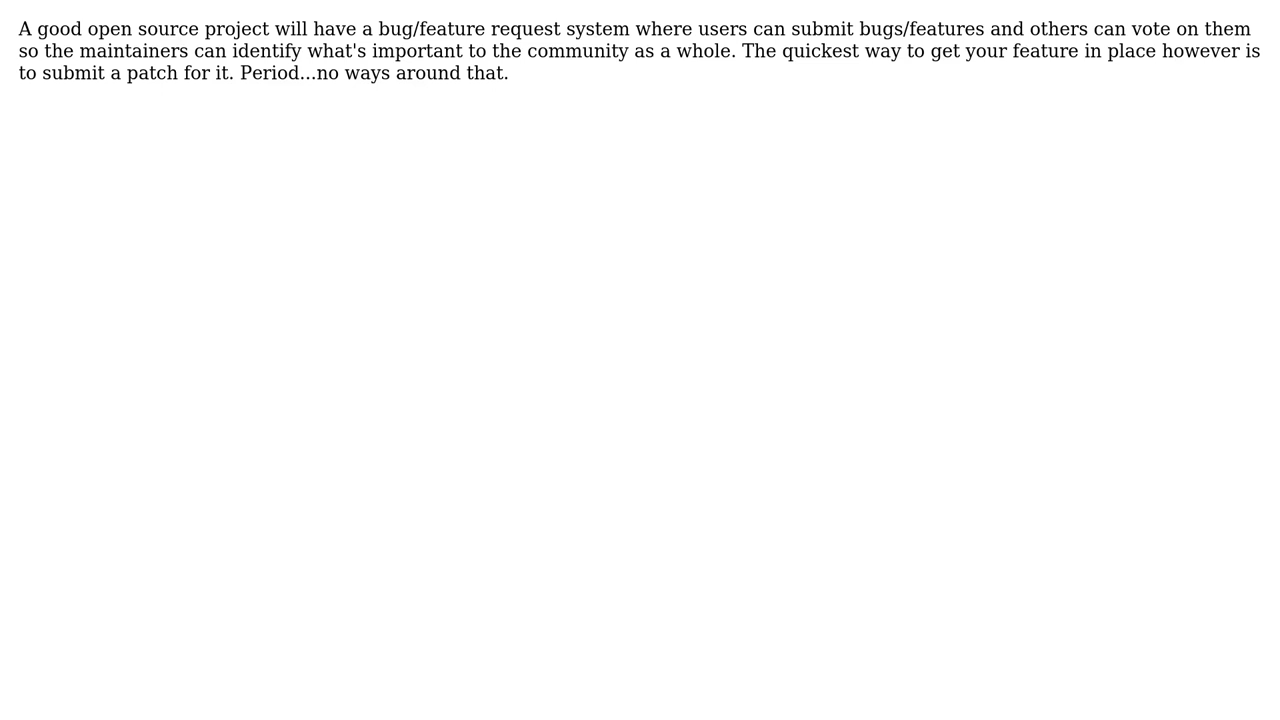 A good open source project will have a bug/feature request system where users can submit bugs/features and others can vote on them
so the maintainers can identify what's important to the community as a whole. The quickest way to get your feature in place however is
to submit a patch for it. Period...no ways around that.